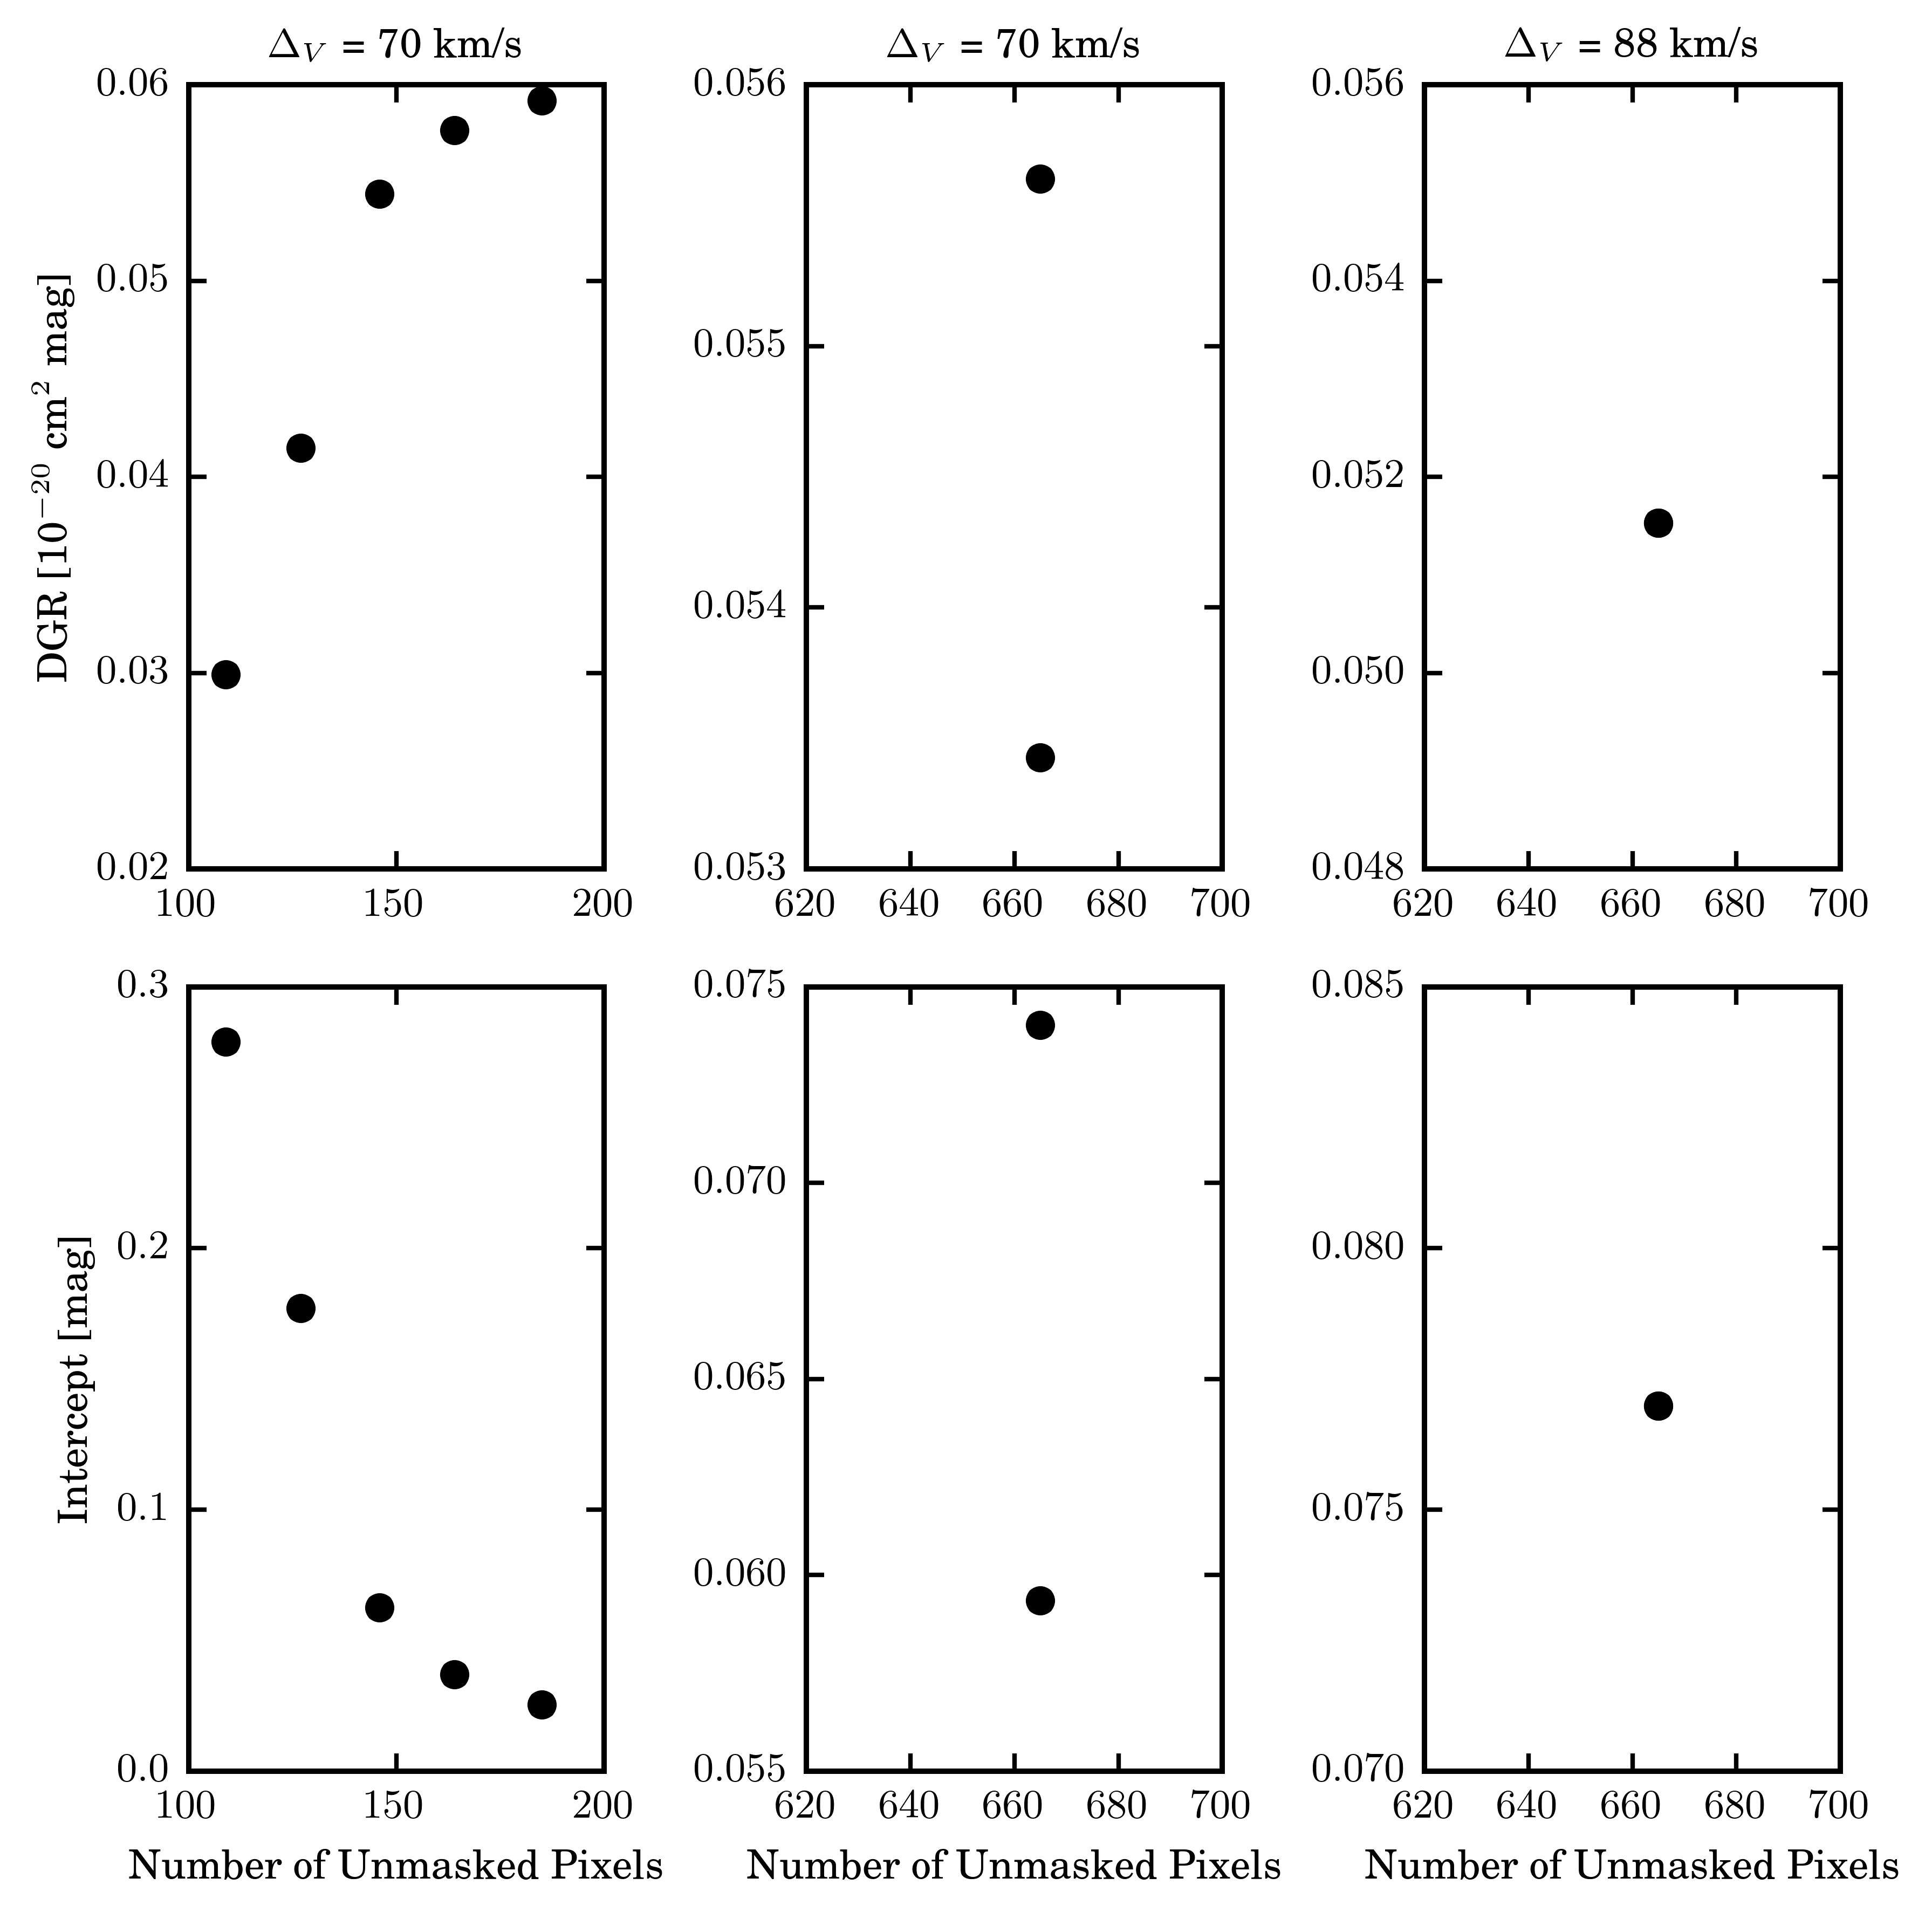 Δ_V = 70 km/s
Δ_V = 70 km/s
Δ_V = 88 km/s
DGR [10⁻²⁰ cm² mag]
0.06
0.05
0.04
0.03
0.02
100 150 200
0.056
0.055
0.054
0.053
620 640 660 680 700
0.056
0.054
0.052
0.050
0.048
620 640 660 680 700
Intercept [mag]
0.3
0.2
0.1
0.0
100 150 200
Number of Unmasked Pixels
0.075
0.070
0.065
0.060
0.055
620 640 660 680 700
Number of Unmasked Pixels
0.085
0.080
0.075
0.070
620 640 660 680 700
Number of Unmasked Pixels